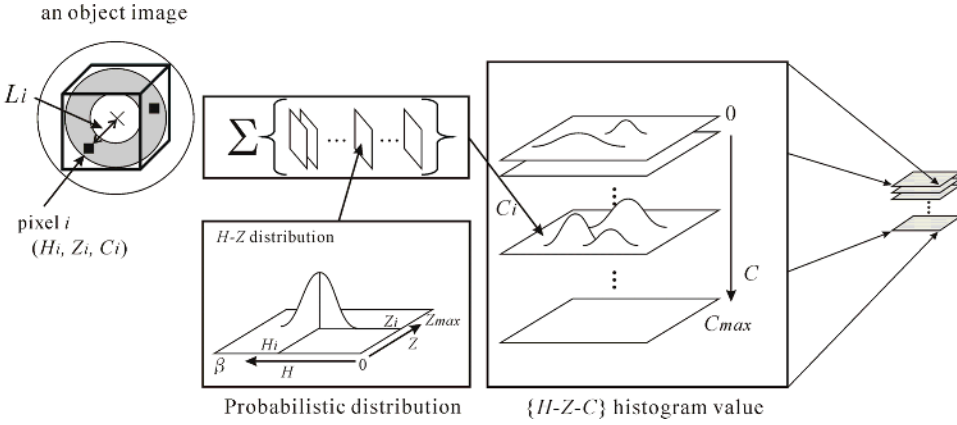 an object image
Li
pixel i
(Hi, Zi, Ci)
Σ { ... ... }
H-Z distribution
Zi
Zmax
Hi
Z
β
H
0
Probabilistic distribution
0
Ci
C
Cmax
{H-Z-C} histogram value